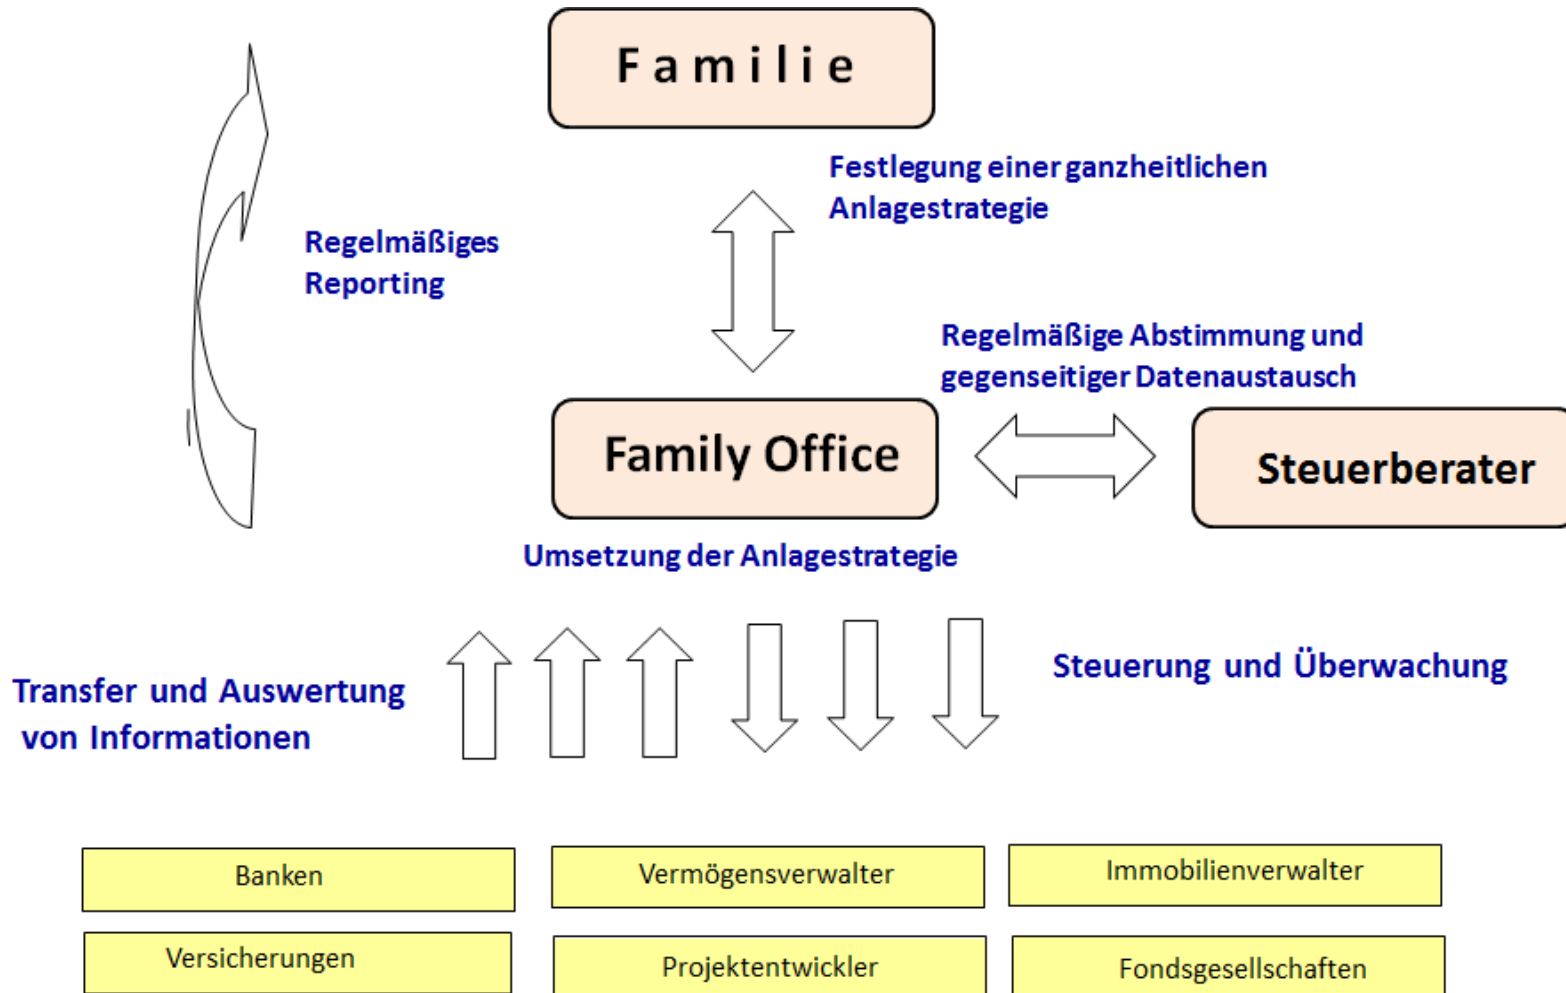 Familie
Festlegung einer ganzheitlichen
Anlagestrategie
Regelmäßiges
Reporting
Regelmäßige Abstimmung und
gegenseitiger Datenaustausch
Family Office
Steuerberater
Umsetzung der Anlagestrategie
Transfer und Auswertung
von Informationen
Steuerung und Überwachung
Banken
Vermögensverwalter
Immobilienverwalter
Versicherungen
Projektentwickler
Fondsgesellschaften